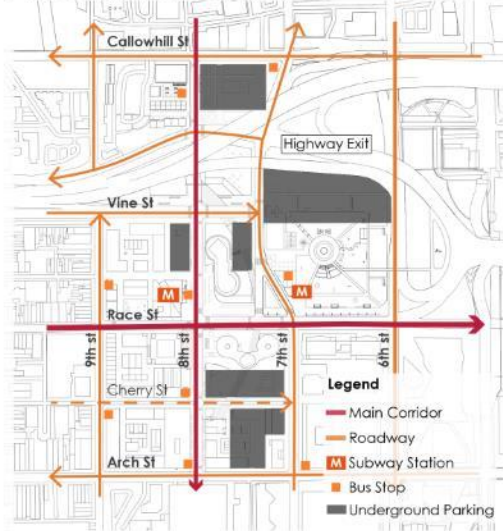 Callowhill St
Highway Exit
Vine St
M
M
Race St
9th st
8th st
7th st
6th st
Cherry St
Arch St
Legend
Main Corridor
Roadway
M Subway Station
Bus Stop
Underground Parking